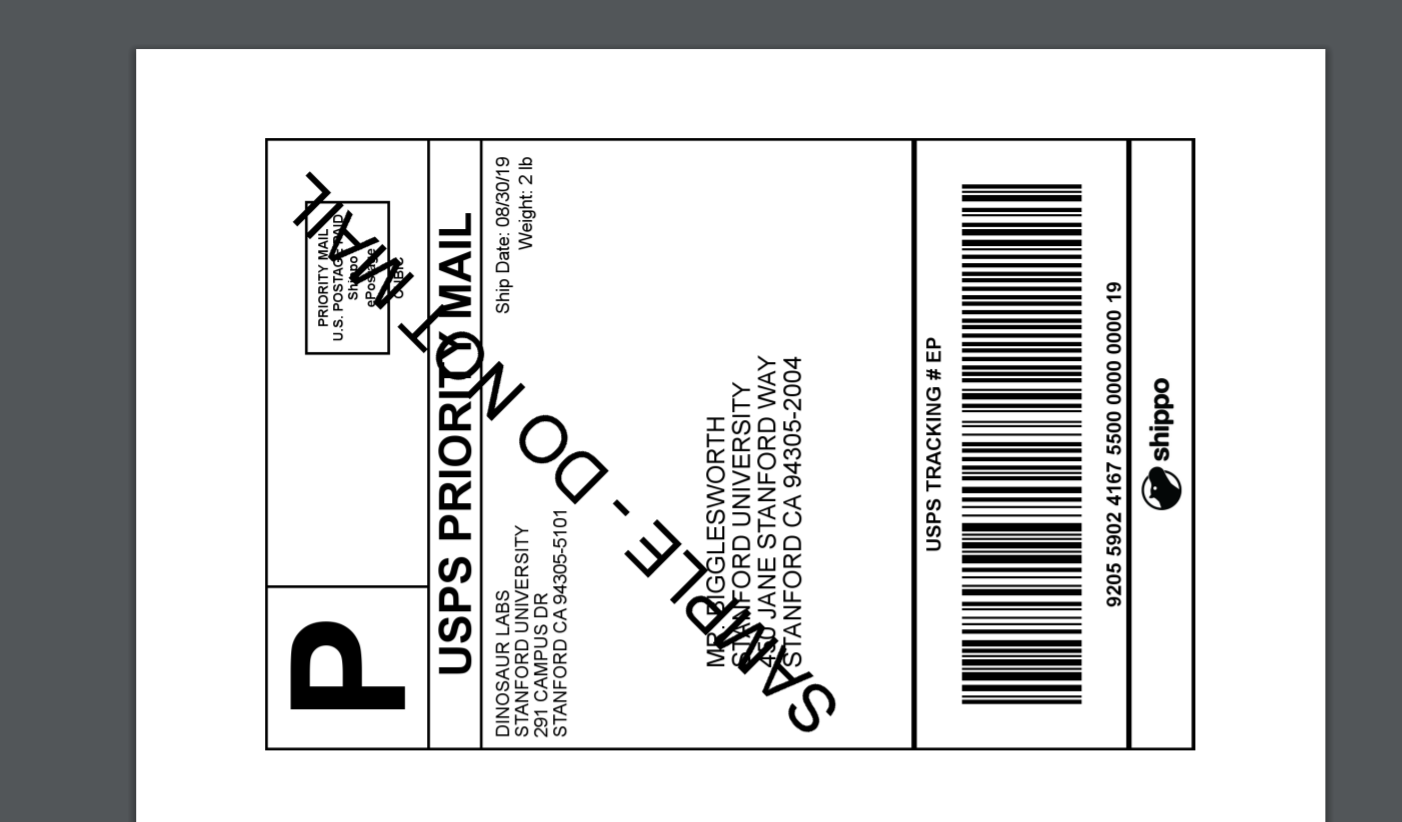 P
PRIORITY MAIL
U.S. POSTAGE PAID
Shippo
ePostage
CUBIC
USPS PRIORITY MAIL
Ship Date: 08/30/19
Weight: 2 lb
DINOSAUR LABS
STANFORD UNIVERSITY
291 CAMPUS DR
STANFORD CA 94305-5101
MR. BIGGLESWORTH
STANFORD UNIVERSITY
450 JANE STANFORD WAY
STANFORD CA 94305-2004
SAMPLE - DO NOT MAIL
USPS TRACKING # EP
9205 5902 4167 5500 0000 0000 19
shippo